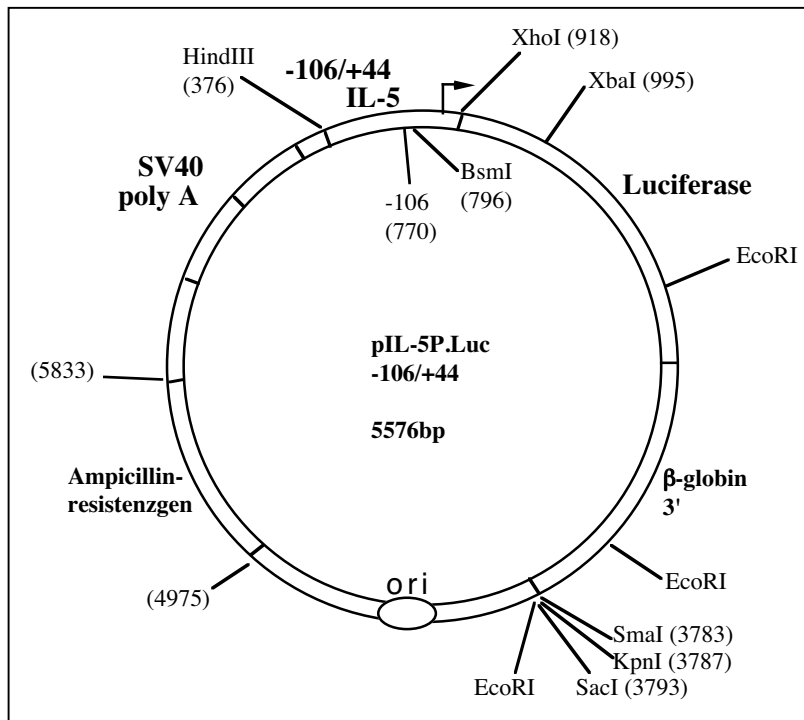 XhoI (918)
-106/+44
IL-5
HindIII
(376)
XbaI (995)
SV40
poly A
BsmI
(796)
-106
(770)
Luciferase
EcoRI
pIL-5P.Luc
-106/+44
5576bp
(5833)
Ampicillin-
resistenzgen
β-globin
3'
(4975)
ori
EcoRI
SmaI (3783)
KpnI (3787)
SacI (3793)
EcoRI